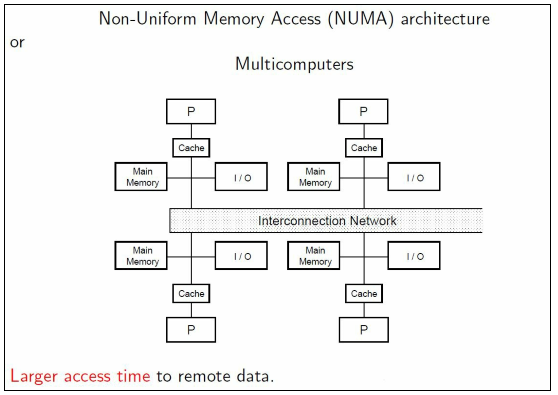 Non-Uniform Memory Access (NUMA) architecture
or
Multicomputers
P
P
Cache
Cache
Main
Memory
I / O
Main
Memory
I / O
Interconnection Network
Main
Memory
I / O
Main
Memory
I / O
Cache
Cache
P
P
Larger access time to remote data.